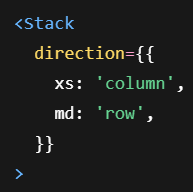 <Stack
  direction={{
    xs: 'column',
    md: 'row',
  }}
>